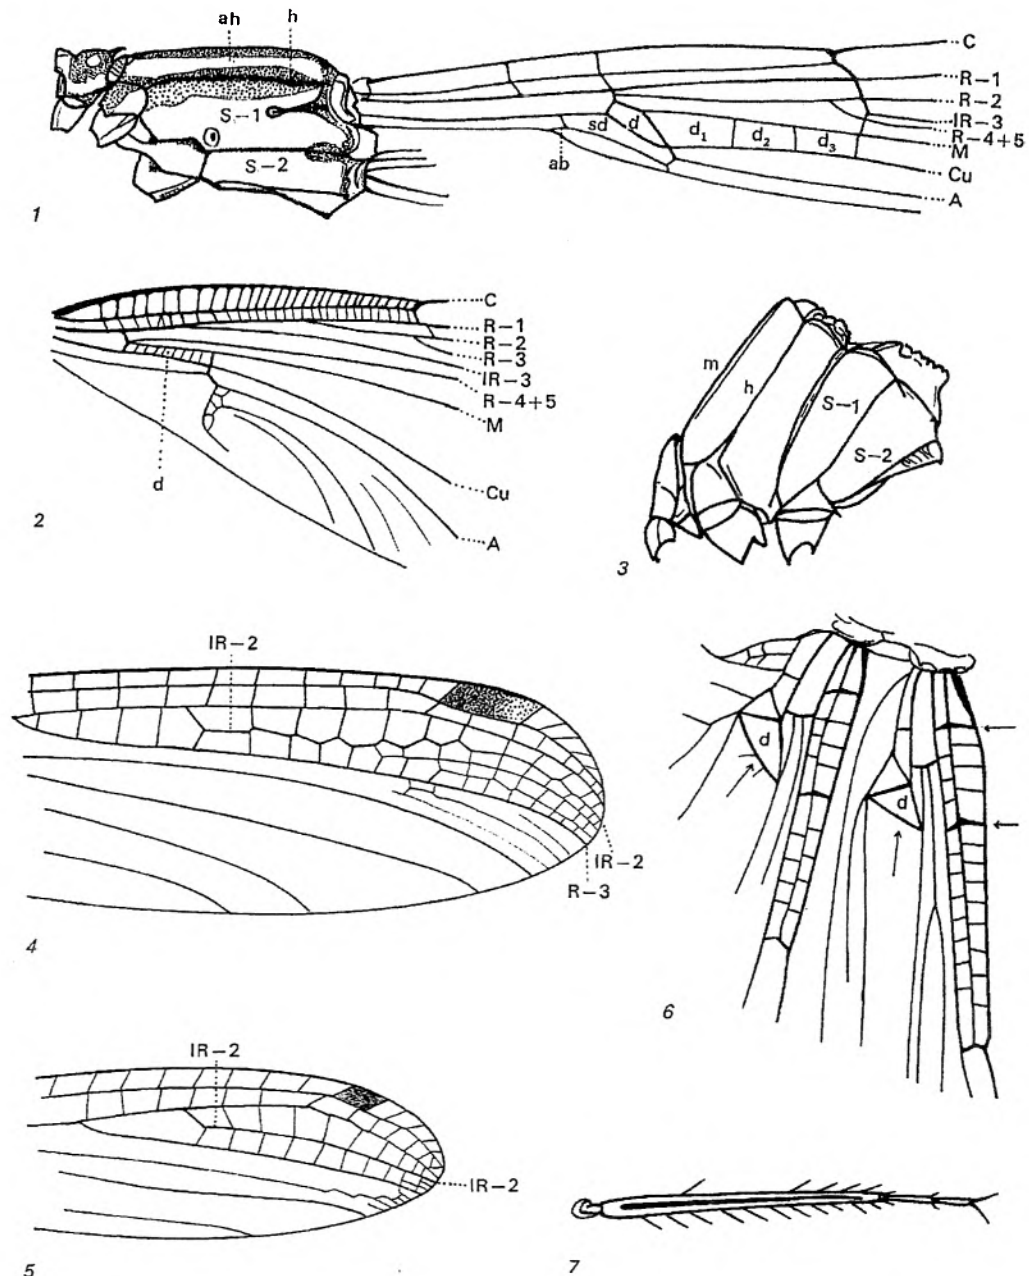 ah h
C
R-1
R-2
IR-3
R-4+5
M
Cu
A
S-1
S-2
sd d d1 d2 d3
ab
1
C
R-1
R-2
R-3
IR-3
R-4+5
M
Cu
A
d
2
m
h
S-1
S-2
3
IR-2
IR-2
R-3
4
d
d
6
IR-2
IR-2
5
7